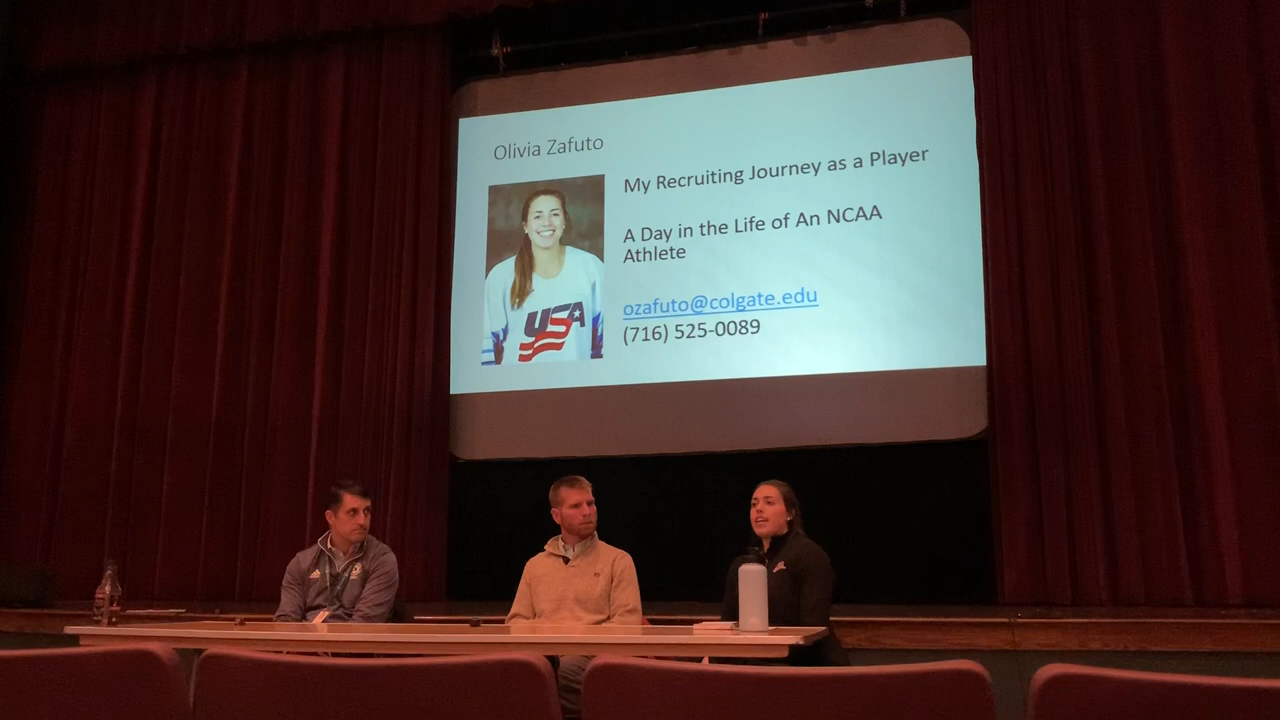 Olivia Zafuto
My Recruiting Journey as a Player
A Day in the Life of An NCAA
Athlete
ozafuto@colgate.edu
(716) 525-0089
USA